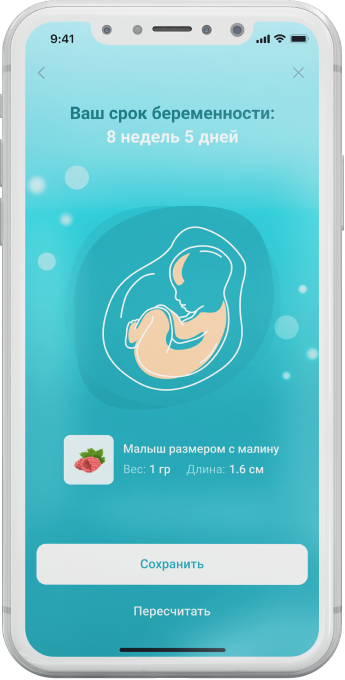 9:41
Ваш срок беременности:
8 недель 5 дней
Малыш размером с малину
Вес: 1 гр Длина: 1.6 см
Сохранить
Пересчитать